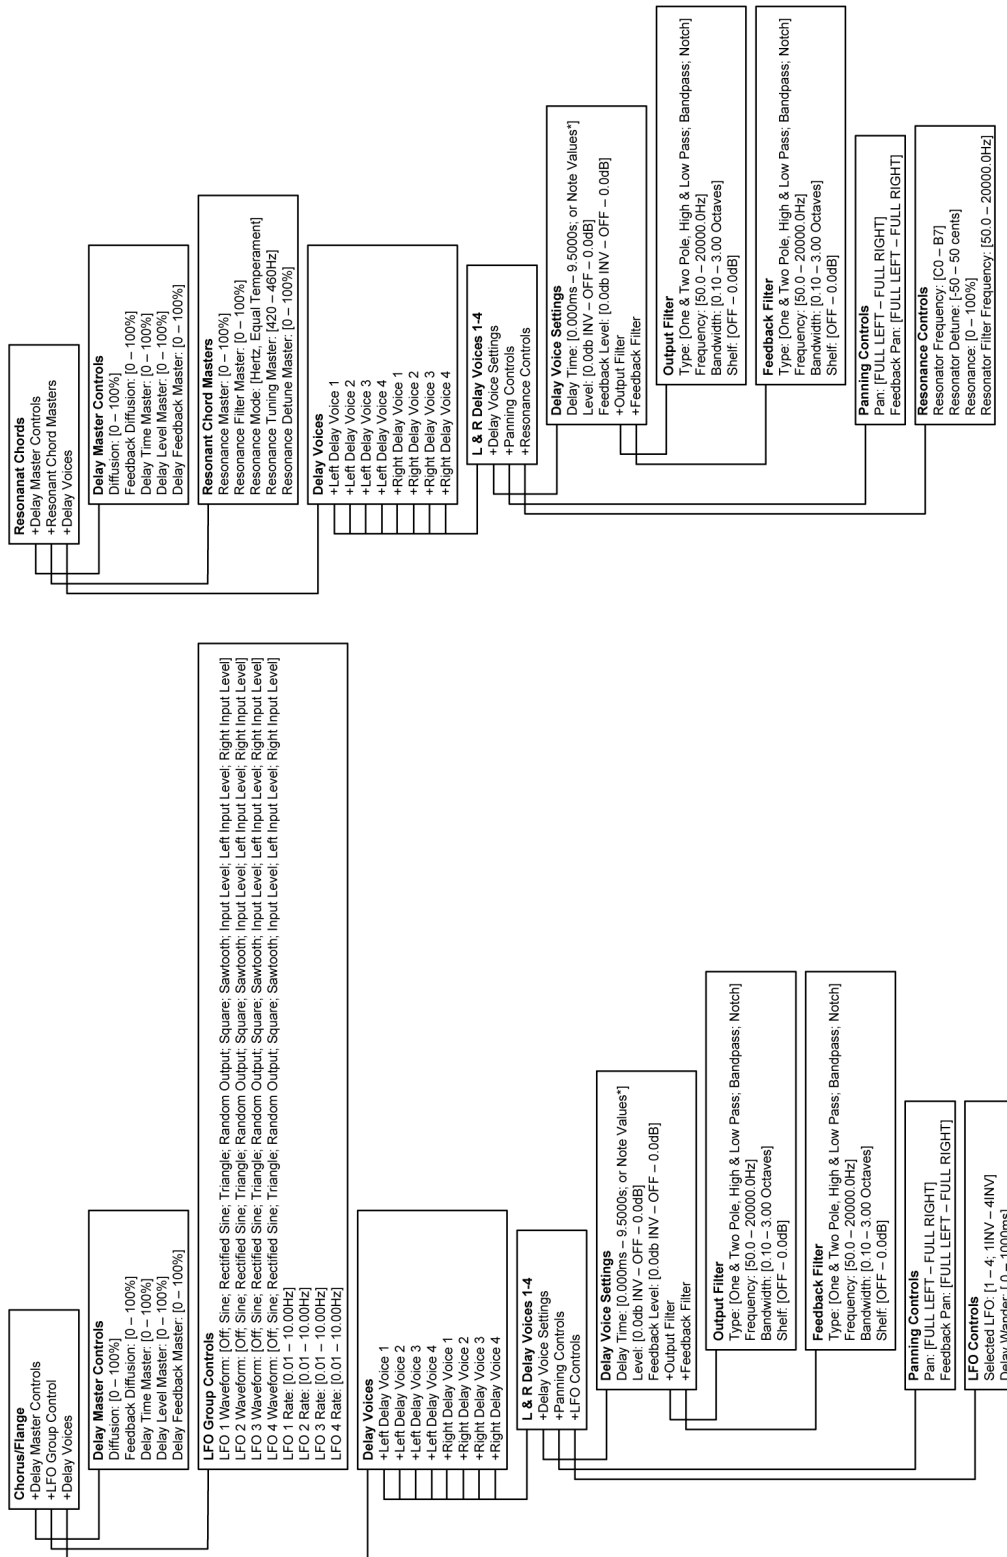 Chorus/Flange
+Delay Master Controls
+LFO Group Control
+Delay Voices
Delay Master Controls
Diffusion: [0 – 100%]
Feedback Diffusion: [0 – 100%]
Delay Time Master: [0 – 100%]
Delay Level Master: [0 – 100%]
Delay Feedback Master: [0 – 100%]
LFO Group Controls
LFO 1 Waveform: [Off; Sine; Rectified Sine; Triangle; Random Output; Square; Sawtooth; Input Level; Left Input Level; Right Input Level]
LFO 2 Waveform: [Off; Sine; Rectified Sine; Triangle; Random Output; Square; Sawtooth; Input Level; Left Input Level; Right Input Level]
LFO 3 Waveform: [Off; Sine; Rectified Sine; Triangle; Random Output; Square; Sawtooth; Input Level; Left Input Level; Right Input Level]
LFO 4 Waveform: [Off; Sine; Rectified Sine; Triangle; Random Output; Square; Sawtooth; Input Level; Left Input Level; Right Input Level]
LFO 1 Rate: [0.01 – 10.00Hz]
LFO 2 Rate: [0.01 – 10.00Hz]
LFO 3 Rate: [0.01 – 10.00Hz]
LFO 4 Rate: [0.01 – 10.00Hz]
Delay Voices
+Left Delay Voice 1
+Left Delay Voice 2
+Left Delay Voice 3
+Left Delay Voice 4
+Right Delay Voice 1
+Right Delay Voice 2
+Right Delay Voice 3
+Right Delay Voice 4
L & R Delay Voices 1-4
+Delay Voice Settings
+Panning Controls
+LFO Controls
Delay Voice Settings
Delay Time: [0.000ms – 9.5000s; or Note Values*]
Level: [0.0db INV – OFF – 0.0dB]
Feedback Level: [0.0db INV – OFF – 0.0dB]
+Output Filter
+Feedback Filter
Output Filter
Type: [One & Two Pole, High & Low Pass; Bandpass; Notch]
Frequency: [50.0 – 20000.0Hz]
Bandwidth: [0.10 – 3.00 Octaves]
Shelf: [OFF – 0.0dB]
Feedback Filter
Type: [One & Two Pole, High & Low Pass; Bandpass; Notch]
Frequency: [50.0 – 20000.0Hz]
Bandwidth: [0.10 – 3.00 Octaves]
Shelf: [OFF – 0.0dB]
Panning Controls
Pan: [FULL LEFT – FULL RIGHT]
Feedback Pan: [FULL LEFT – FULL RIGHT]
LFO Controls
Selected LFO: [1 – 4; 1INV – 4INV]
Delay Wander: [0 – 1000ms]
Resonanat Chords
+Delay Master Controls
+Resonant Chord Masters
+Delay Voices
Delay Master Controls
Diffusion: [0 – 100%]
Feedback Diffusion: [0 – 100%]
Delay Time Master: [0 – 100%]
Delay Level Master: [0 – 100%]
Delay Feedback Master: [0 – 100%]
Resonant Chord Masters
Resonance Master: [0 – 100%]
Resonance Filter Master: [0 – 100%]
Resonance Mode: [Hertz, Equal Temperament]
Resonance Tuning Master: [420 – 460Hz]
Resonance Detune Master: [0 – 100%]
Delay Voices
+Left Delay Voice 1
+Left Delay Voice 2
+Left Delay Voice 3
+Left Delay Voice 4
+Right Delay Voice 1
+Right Delay Voice 2
+Right Delay Voice 3
+Right Delay Voice 4
L & R Delay Voices 1-4
+Delay Voice Settings
+Panning Controls
+Resonance Controls
Delay Voice Settings
Delay Time: [0.000ms – 9.5000s; or Note Values*]
Level: [0.0db INV – OFF – 0.0dB]
Feedback Level: [0.0db INV – OFF – 0.0dB]
+Output Filter
+Feedback Filter
Output Filter
Type: [One & Two Pole, High & Low Pass; Bandpass; Notch]
Frequency: [50.0 – 20000.0Hz]
Bandwidth: [0.10 – 3.00 Octaves]
Shelf: [OFF – 0.0dB]
Feedback Filter
Type: [One & Two Pole, High & Low Pass; Bandpass; Notch]
Frequency: [50.0 – 20000.0Hz]
Bandwidth: [0.10 – 3.00 Octaves]
Shelf: [OFF – 0.0dB]
Panning Controls
Pan: [FULL LEFT – FULL RIGHT]
Feedback Pan: [FULL LEFT – FULL RIGHT]
Resonance Controls
Resonator Frequency: [C0 – B7]
Resonator Detune: [-50 – 50 cents]
Resonance: [0 – 100%]
Resonator Filter Frequency: [50.0 – 20000.0Hz]